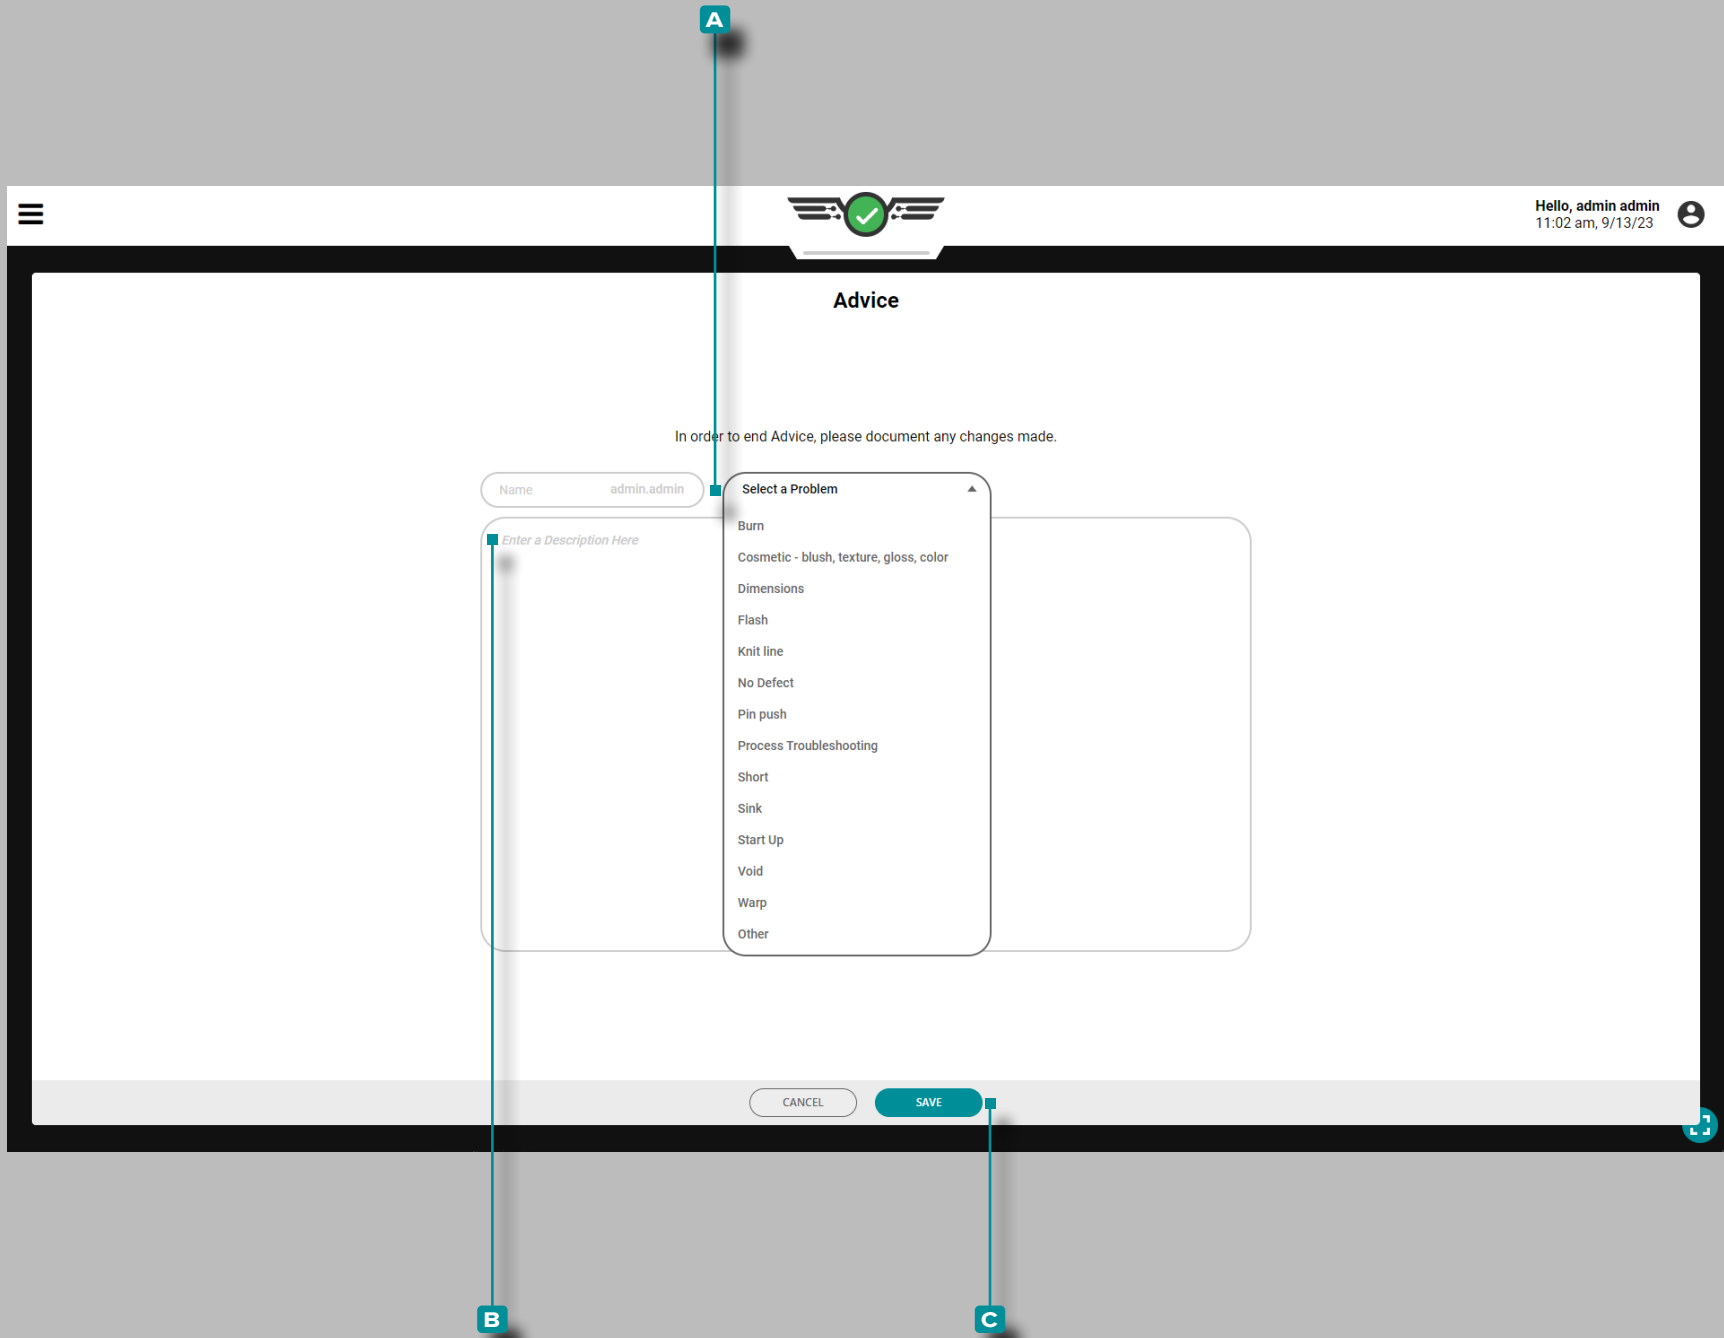 A
Hello, admin admin
11:02 am, 9/13/23
Advice
In order to end Advice, please document any changes made.
Name admin.admin
Select a Problem
Enter a Description Here
Burn
Cosmetic - blush, texture, gloss, color
Dimensions
Flash
Knit line
No Defect
Pin push
Process Troubleshooting
Short
Sink
Start Up
Void
Warp
Other
CANCEL SAVE
B C